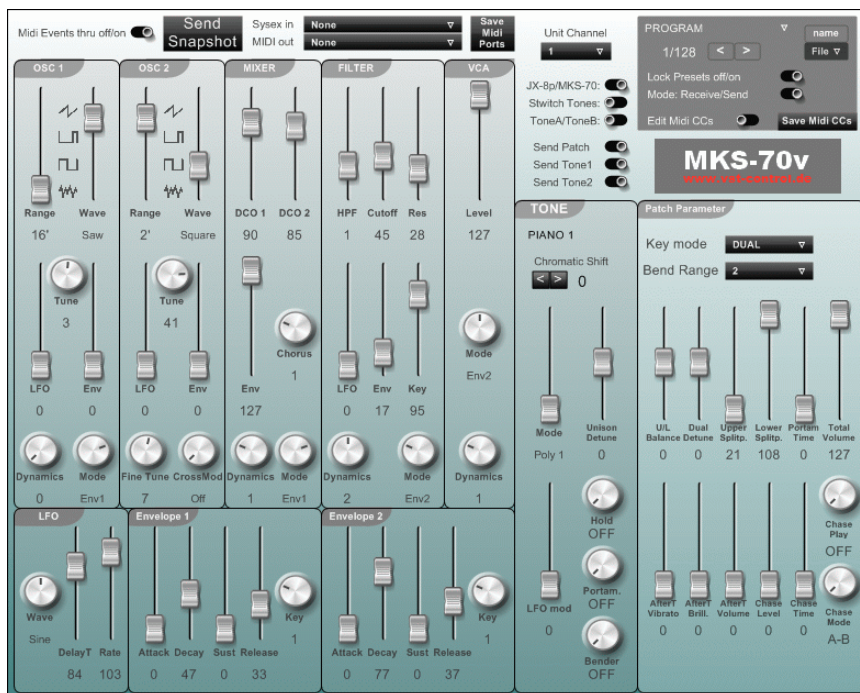 Midi Events thru off/on
Send Snapshot
Sysex in None
MIDI out None
Save Midi Ports
Unit Channel
1
PROGRAM
name
1/128 < >
File
Lock Presets off/on
Mode: Receive/Send
Edit Midi CCs
Save Midi CCs
JX-8p/MKS-70:
Stwitch Tones:
ToneA/ToneB:
Send Patch
Send Tone1
Send Tone2
MKS-70v
www.vst-control.de
OSC 1
Range Wave
16' Saw
Tune
3
LFO Env
0 0
Dynamics Mode
0 Env1
OSC 2
Range Wave
2' Square
Tune
41
LFO Env
0 0
Fine Tune CrossMod
7 Off
MIXER
DCO 1 DCO 2
90 85
Chorus
1
Env
127
Dynamics Mode
1 Env1
FILTER
HPF Cutoff Res
1 45 28
LFO Env Key
0 17 95
Dynamics Mode
2 Env2
VCA
Level
127
Mode
Env2
Dynamics
1
LFO
Wave
Sine
DelayT Rate
84 103
Envelope 1
Key
1
Attack Decay Sust Release
0 47 0 33
Envelope 2
Key
1
Attack Decay Sust Release
0 77 0 37
TONE
PIANO 1
Chromatic Shift
< > 0
Mode
Poly 1
Unison Detune
0
Hold
OFF
Portam.
OFF
LFO mod
0
Bender
OFF
Patch Parameter
Key mode DUAL
Bend Range 2
U/L Balance Dual Detune Upper Splitp. Lower Splitp. Portam Time Total Volume
0 0 21 108 0 127
Chase Play
OFF
AfterT Vibrato AfterT Brill. AfterT Volume Chase Level Chase Time Chase Mode
0 0 0 0 0 A-B